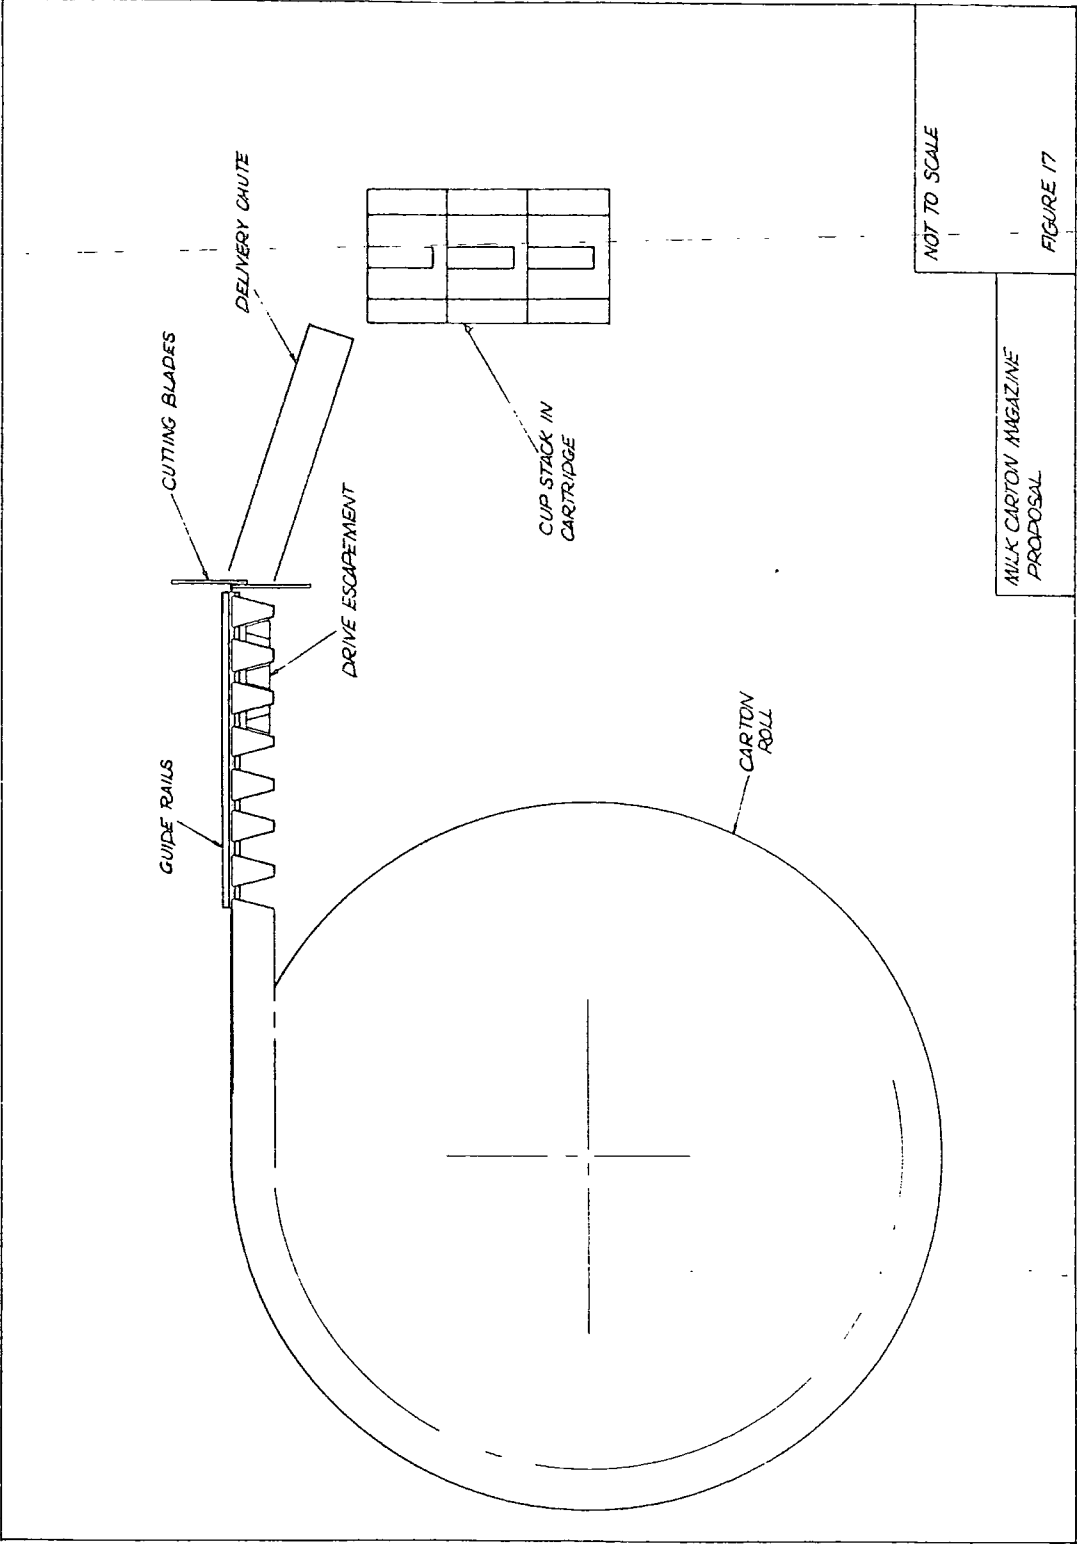 CUTTING BLADES
DELIVERY CHUTE
GUIDE RAILS
DRIVE ESCAPEMENT
CUP STACK IN
CARTRIDGE
CARTON
ROLL
NOT TO SCALE
MILK CARTON MAGAZINE
PROPOSAL
FIGURE 17